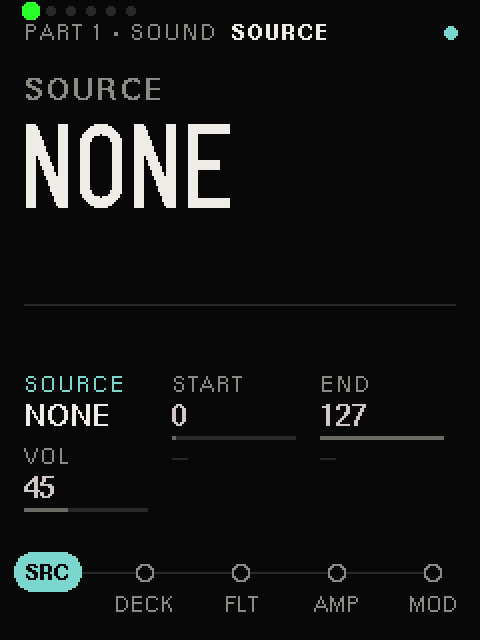 PART 1 · SOUND SOURCE
SOURCE
NONE
SOURCE START END
NONE 0 127
VOL — —
45
SRC
DECK FLT AMP MOD